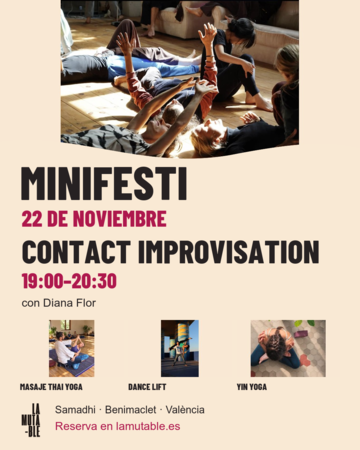 MINIFESTI
22 DE NOVIEMBRE
CONTACT IMPROVISATION
19:00-20:30
con Diana Flor
MASAJE THAI YOGA
DANCE LIFT
YIN YOGA
LA
MUTA
-BLE
Samadhi · Benimaclet · València
Reserva en lamutable.es